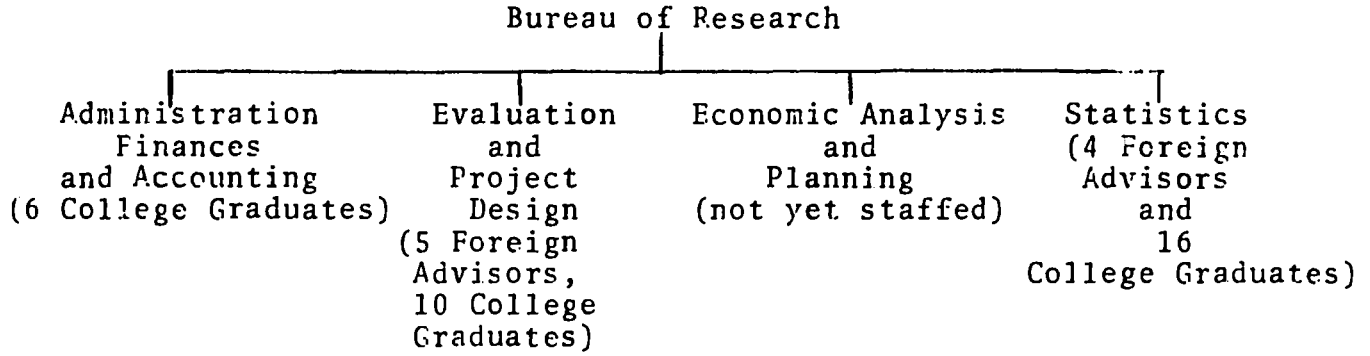 Bureau of Research
Administration
Finances
and Accounting
(6 College Graduates)
Evaluation
and
Project
Design
(5 Foreign
Advisors,
10 College
Graduates)
Economic Analysis
and
Planning
(not yet staffed)
Statistics
(4 Foreign
Advisors
and
16
College Graduates)